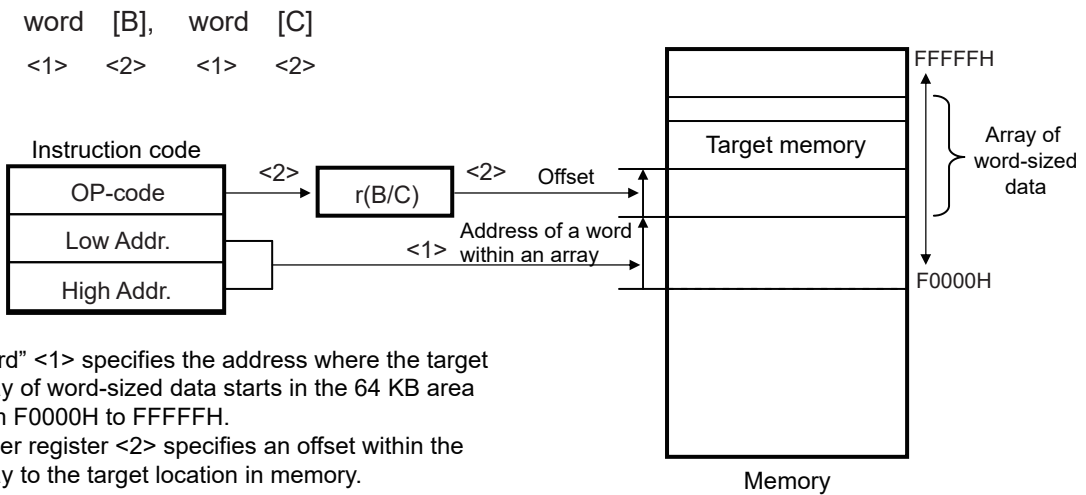 word [B], word [C]
<1> <2> <1> <2>
FFFFFH
Instruction code
OP-code
Low Addr.
High Addr.
<2>
r(B/C)
<2>
Offset
<1>
Address of a word
within an array
Target memory
Array of
word-sized
data
F0000H
Memory
rd” <1> specifies the address where the target
y of word-sized data starts in the 64 KB area
F0000H to FFFFFH.
er register <2> specifies an offset within the
y to the target location in memory.